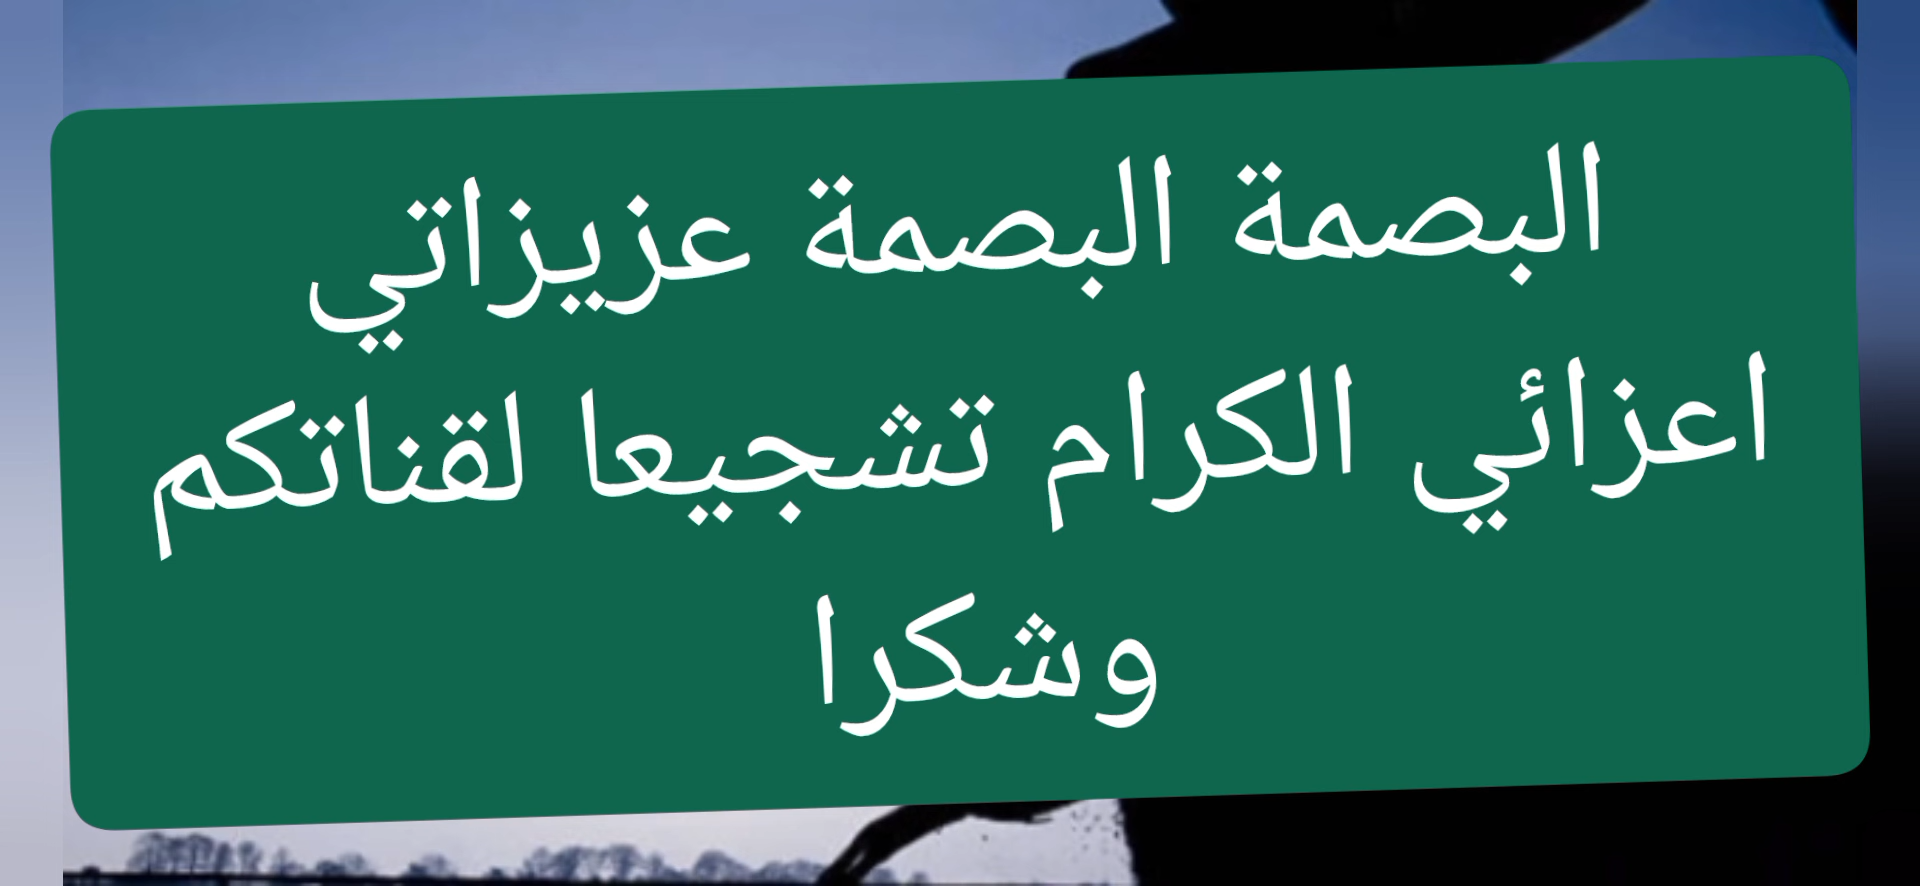 البصمة البصمة عزيزاتي
اعزائي الكرام تشجيعا لقناتكم
وشكرا